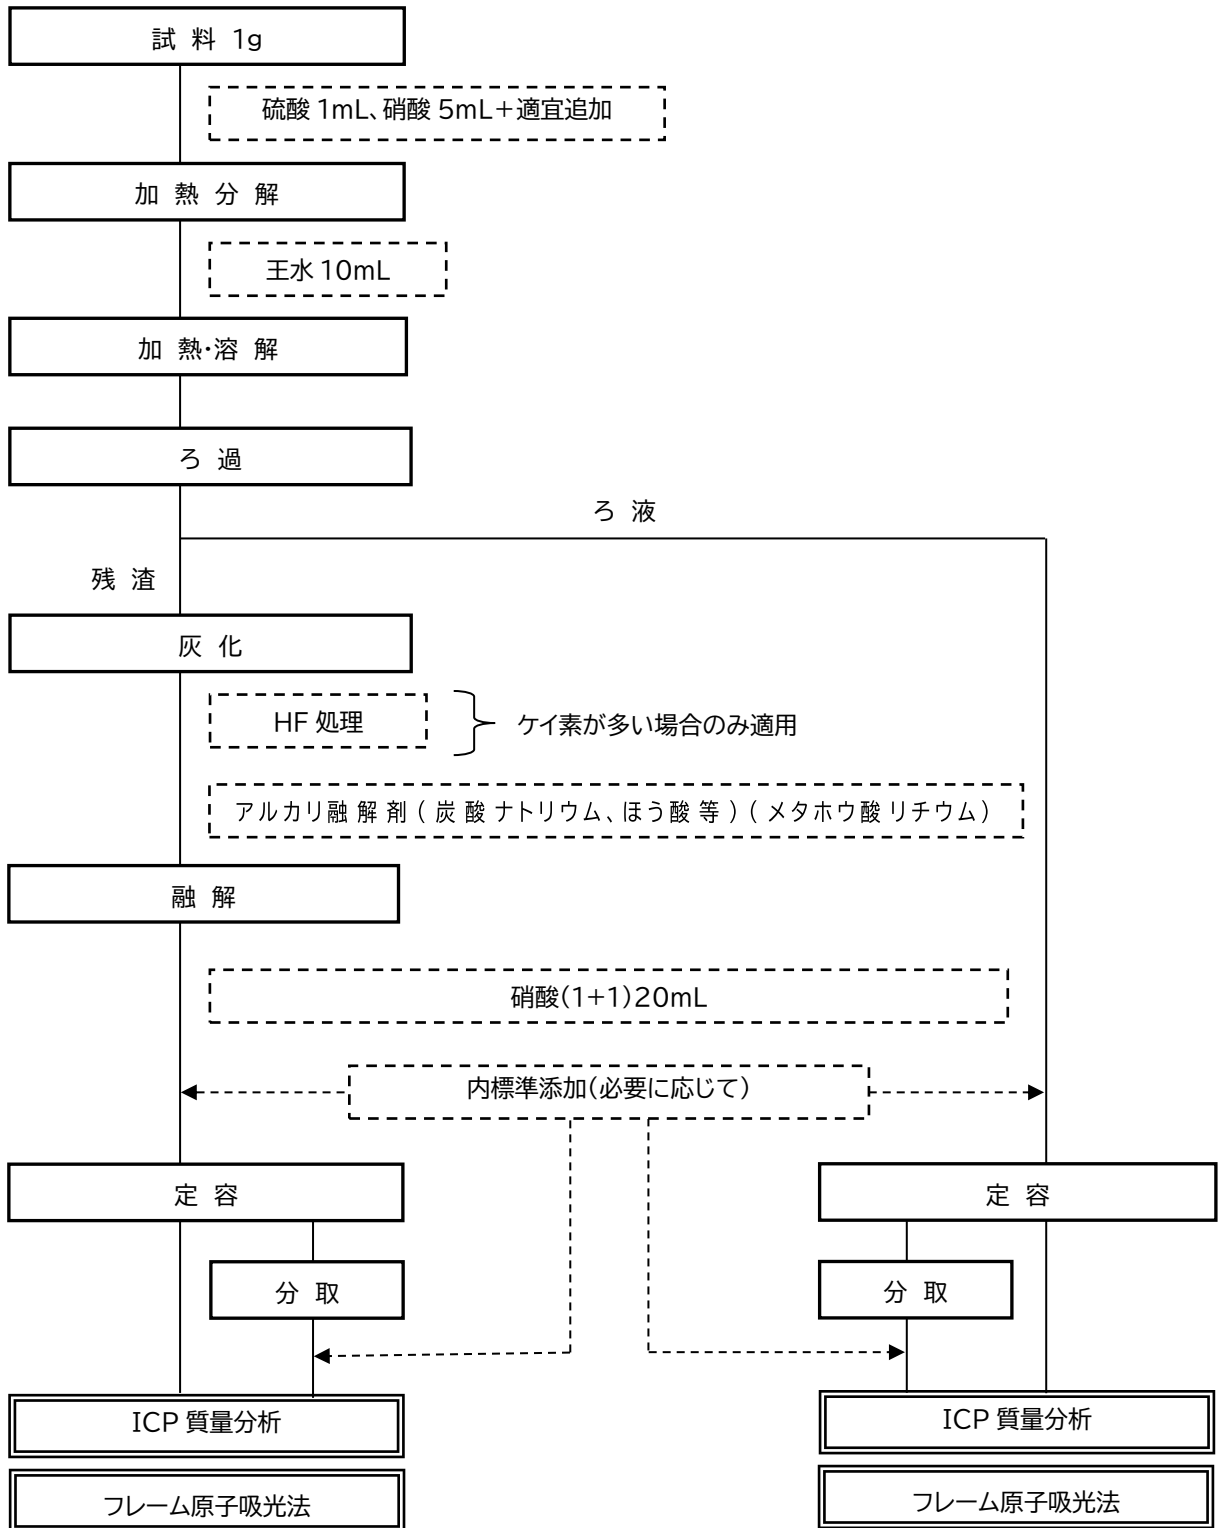 試 料 1g
硫酸 1mL、硝酸 5mL＋適宜追加
加 熱 分 解
王水 10mL
加 熱・溶 解
ろ 過
ろ 液
残 渣
灰 化
HF 処理
ケイ素が多い場合のみ適用
アルカリ融 解 剤 ( 炭 酸 ナトリウム、ほう酸 等 ) ( メタホウ酸 リチウム )
融 解
硝酸(1+1)20mL
内標準添加(必要に応じて)
定 容
定 容
分 取
分 取
ICP 質量分析
ICP 質量分析
フレーム原子吸光法
フレーム原子吸光法